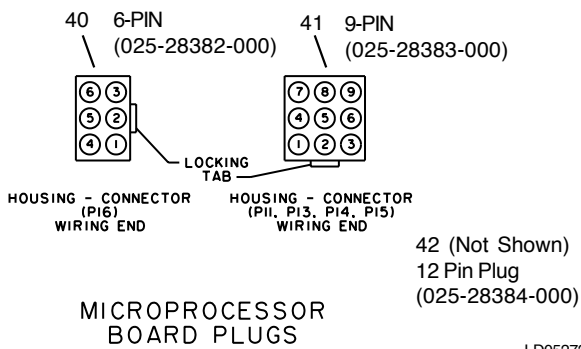 40 6-PIN
(025-28382-000)
41 9-PIN
(025-28383-000)
6 3
5 2
4 1
7 8 9
4 5 6
1 2 3
LOCKING
TAB
HOUSING - CONNECTOR
(P16)
WIRING END
HOUSING - CONNECTOR
(P11, P13, P14, P15)
WIRING END
42 (Not Shown)
12 Pin Plug
(025-28384-000)
MICROPROCESSOR
BOARD PLUGS